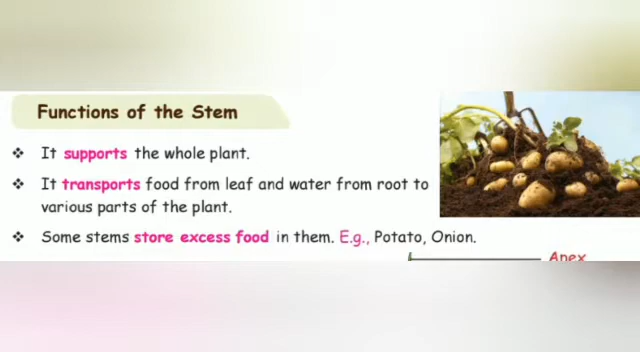 Functions of the Stem
❖ It supports the whole plant.
❖ It transports food from leaf and water from root to
various parts of the plant.
❖ Some stems store excess food in them. E.g., Potato, Onion.
Apex